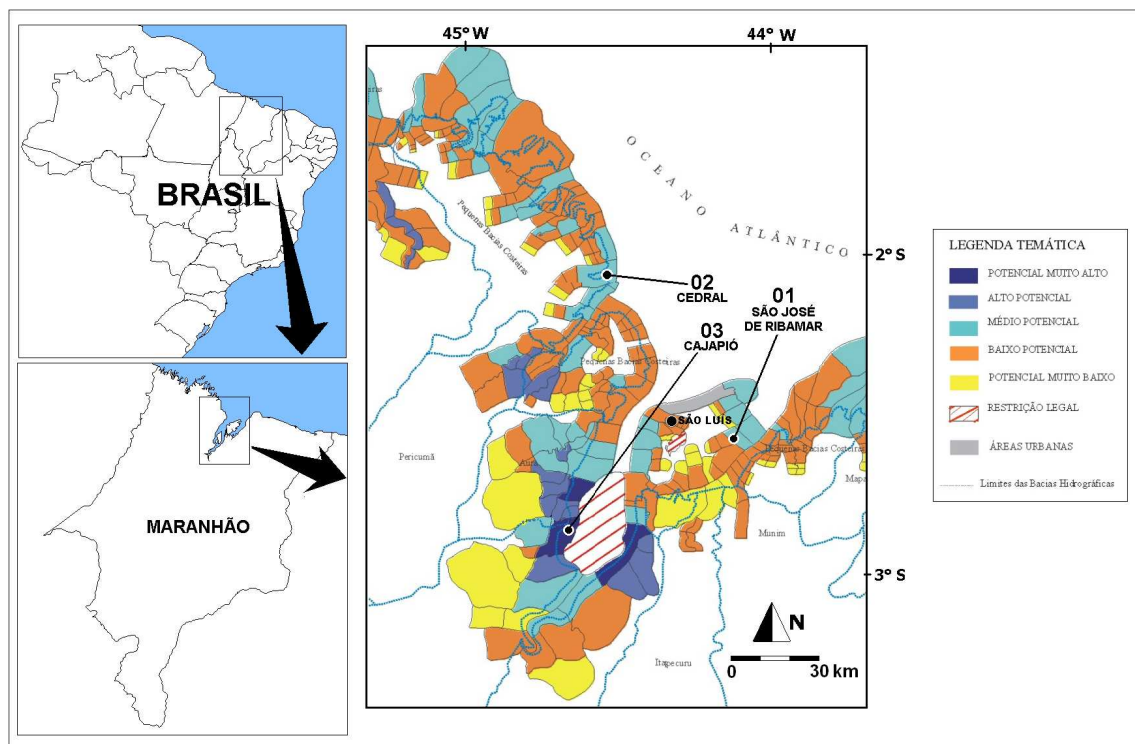 BRASIL
MARANHÃO
45° W
44° W
2° S
3° S
OCEANO
ATLÂNTICO
Pequenas Bacias Costeiras
02
CEDRAL
01
SÃO JOSÉ
DE RIBAMAR
03
CAJAPIÓ
Pequenas Bacias Costeiras
SÃO LUÍS
Pequenas Bacias Costeiras
Pericumã
Munim
Itapecuru
N
0 30 km
LEGENDA TEMÁTICA
POTENCIAL MUITO ALTO
ALTO POTENCIAL
MÉDIO POTENCIAL
BAIXO POTENCIAL
POTENCIAL MUITO BAIXO
RESTRIÇÃO LEGAL
ÁREAS URBANAS
Limites das Bacias Hidrográficas